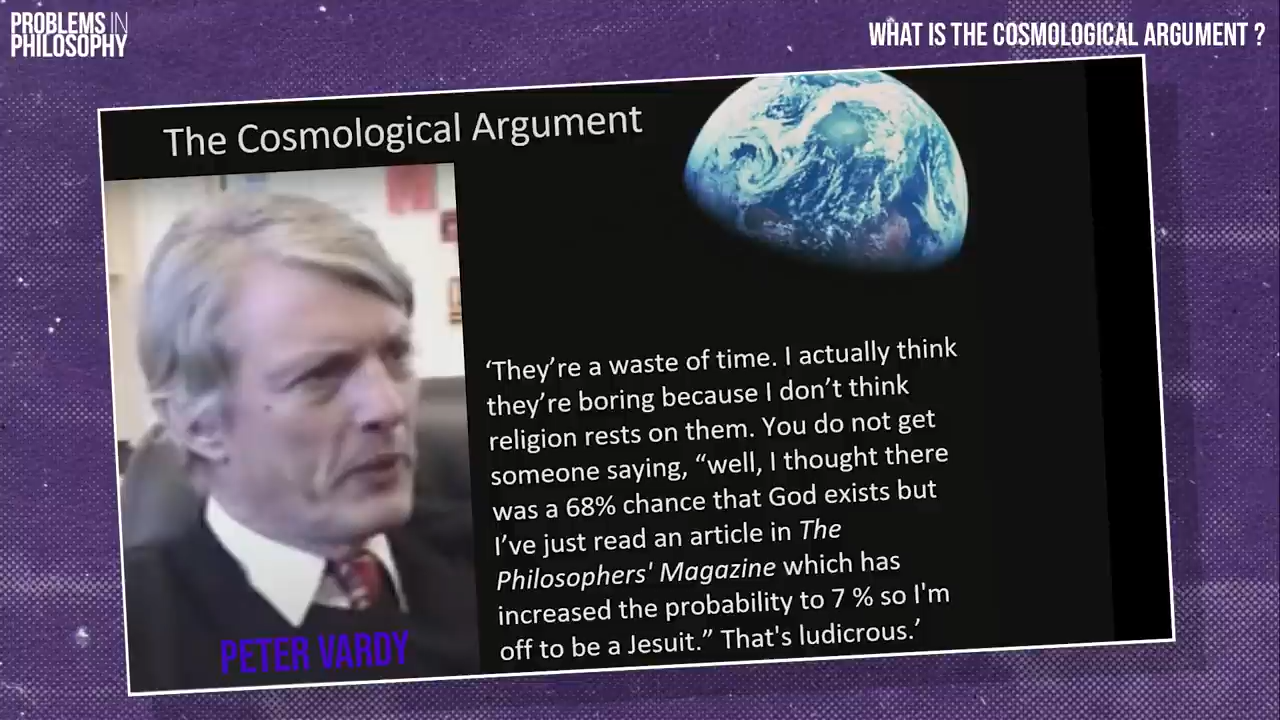 PROBLEMS IN
PHILOSOPHY
WHAT IS THE COSMOLOGICAL ARGUMENT ?
The Cosmological Argument
‘They’re a waste of time. I actually think
they’re boring because I don’t think
religion rests on them. You do not get
someone saying, “well, I thought there
was a 68% chance that God exists but
I’ve just read an article in The
Philosophers' Magazine which has
increased the probability to 7 % so I'm
off to be a Jesuit.” That's ludicrous.’
PETER VARDY